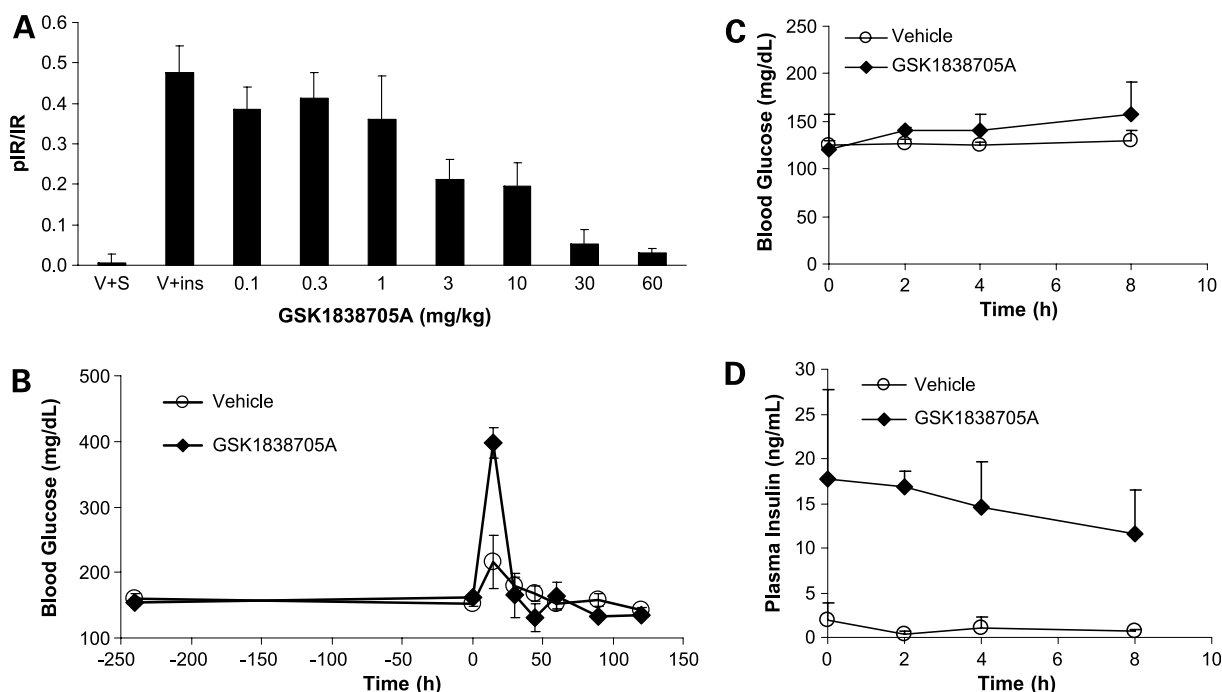 A
0.6
0.5
0.4
0.3
0.2
0.1
0.0
pIR/IR
V+S V+ins 0.1 0.3 1 3 10 30 60
GSK1838705A (mg/kg)
B
500
400
300
200
100
Blood Glucose (mg/dL)
Vehicle
GSK1838705A
-250 -200 -150 -100 -50 0 50 100 150
Time (h)
C
250
200
150
100
50
0
Blood Glucose (mg/dL)
Vehicle
GSK1838705A
0 2 4 6 8 10
Time (h)
D
30
25
20
15
10
5
0
Plasma Insulin (ng/mL)
Vehicle
GSK1838705A
0 2 4 6 8 10
Time (h)